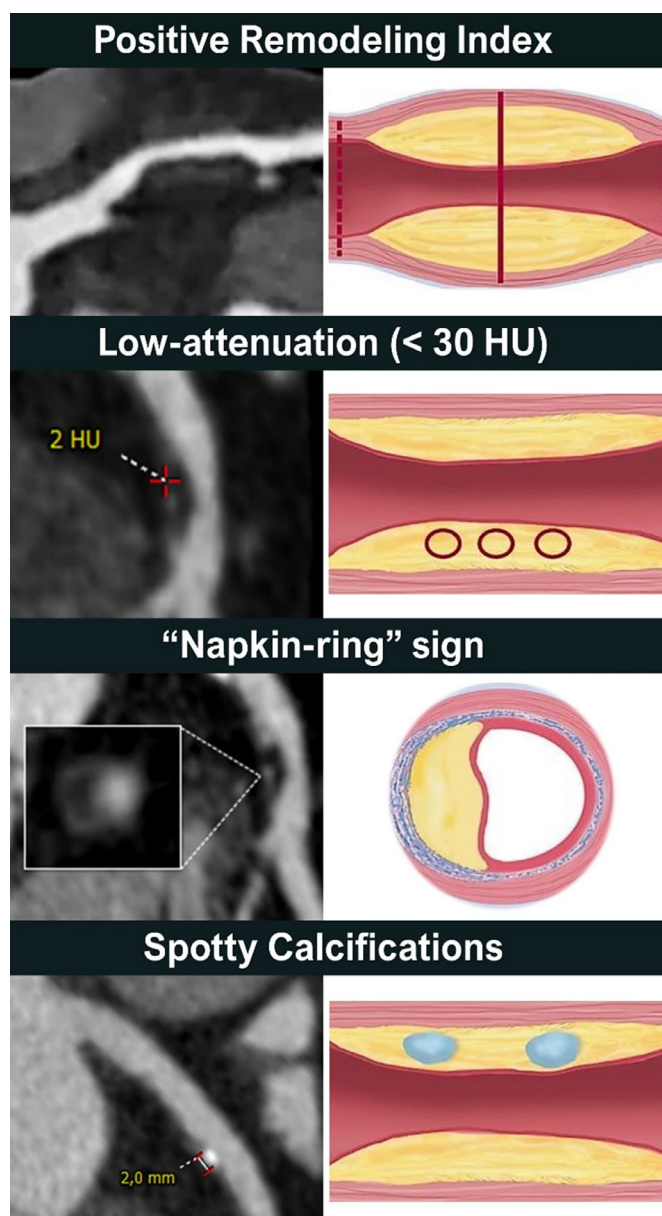 Positive Remodeling Index
Low-attenuation (< 30 HU)
2 HU
“Napkin-ring” sign
Spotty Calcifications
2,0 mm